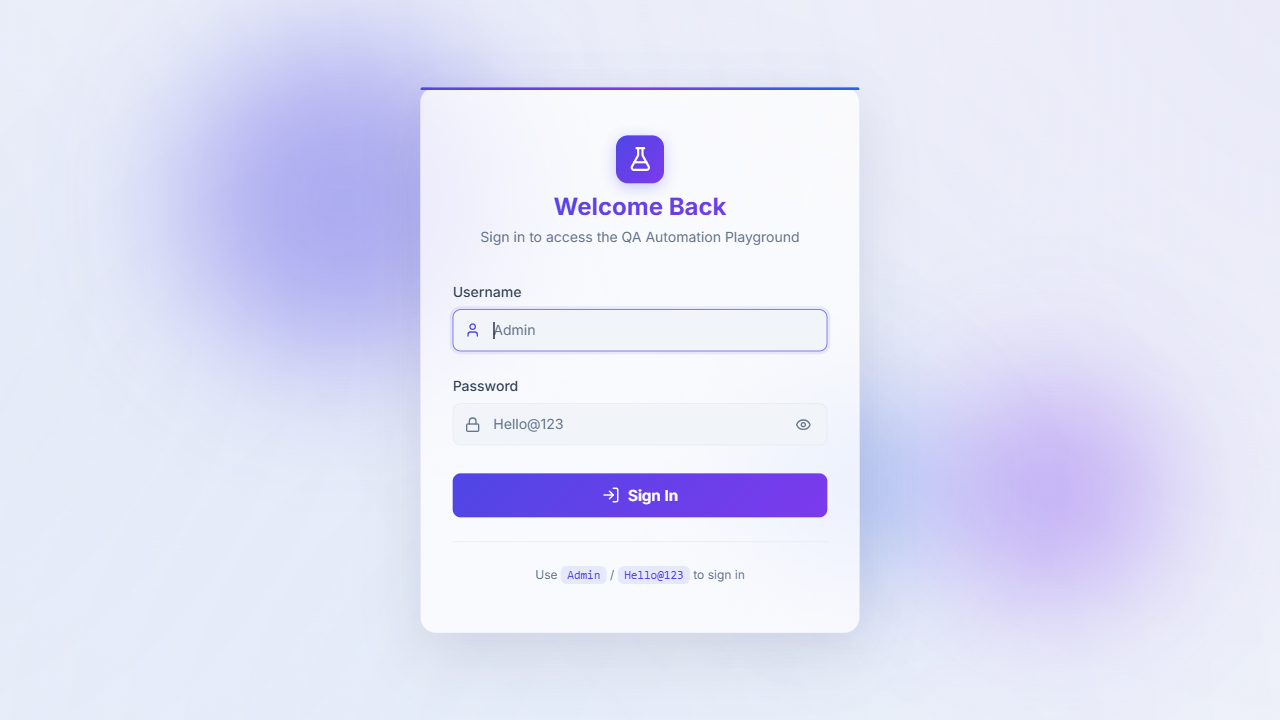 Welcome Back
Sign in to access the QA Automation Playground
Username
Admin
Password
Hello@123
Sign In
Use Admin / Hello@123 to sign in